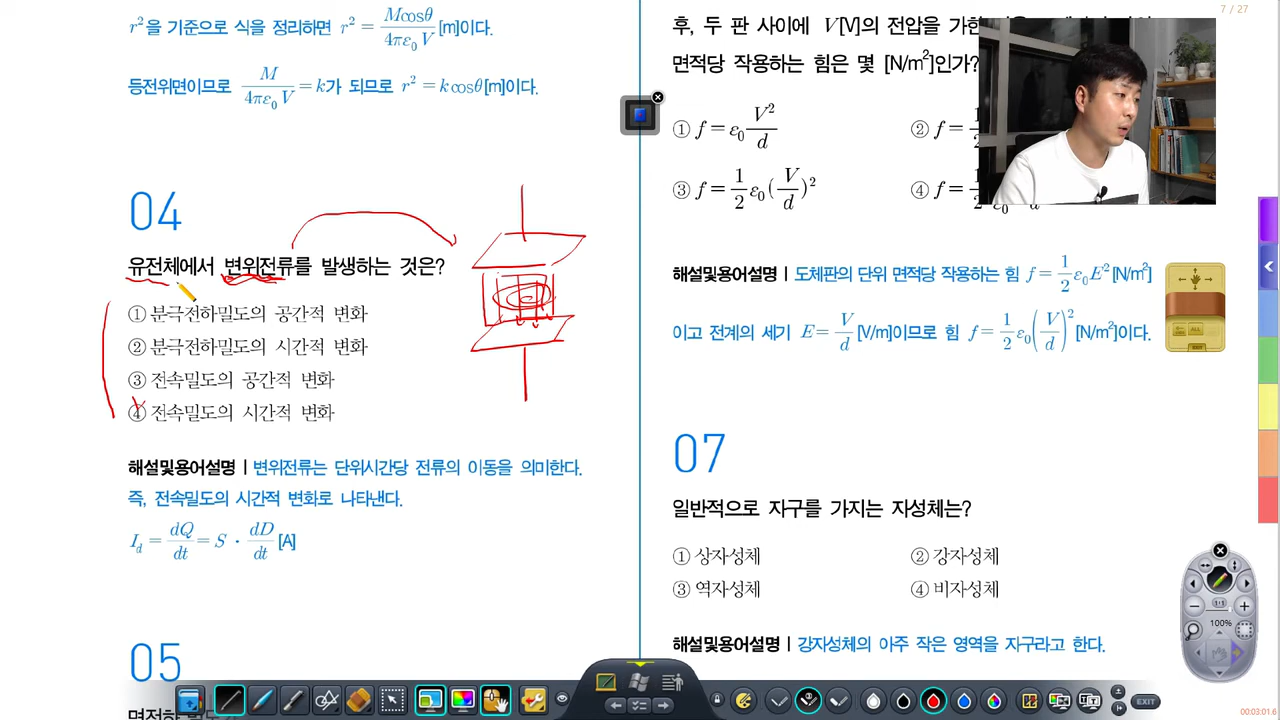 r²을 기준으로 식을 정리하면 r² = Mcosθ / 4πε₀V [m]이다.
등전위면이므로 M / 4πε₀V = k가 되므로 r² = kcosθ[m]이다.
04
유전체에서 변위전류를 발생하는 것은?
① 분극전하밀도의 공간적 변화
② 분극전하밀도의 시간적 변화
③ 전속밀도의 공간적 변화
④ 전속밀도의 시간적 변화
해설및용어설명 | 변위전류는 단위시간당 전류의 이동을 의미한다.
즉, 전속밀도의 시간적 변화로 나타낸다.
I_d = dQ/dt = S · dD/dt [A]
05
7 / 27
후, 두 판 사이에 V[V]의 전압을 가한
면적당 작용하는 힘은 몇 [N/m²]인가?
① f = ε₀ V²/d
② f =
③ f = 1/2 ε₀ (V/d)²
④ f =
해설및용어설명 | 도체판의 단위 면적당 작용하는 힘 f = 1/2 ε₀E² [N/m²]
이고 전계의 세기 E = V/d [V/m]이므로 힘 f = 1/2 ε₀ (V/d)² [N/m²]이다.
07
일반적으로 자구를 가지는 자성체는?
① 상자성체
② 강자성체
③ 역자성체
④ 비자성체
해설및용어설명 | 강자성체의 아주 작은 영역을 자구라고 한다.
100%
EXIT
00:03:01.6